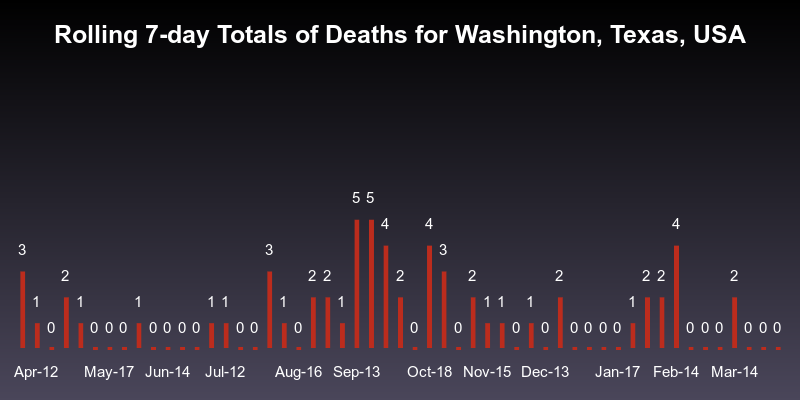 Rolling 7-day Totals of Deaths for Washington, Texas, USA
3 1 0 2 1 0 0 0 1 0 0 0 0 1 1 0 0 3 1 0 2 2 1 5 5 4 2 0 4 3 0 2 1 1 0 1 0 2 0 0 0 0 1 2 2 4 0 0 0 2 0 0 0
Apr-12 May-17 Jun-14 Jul-12 Aug-16 Sep-13 Oct-18 Nov-15 Dec-13 Jan-17 Feb-14 Mar-14